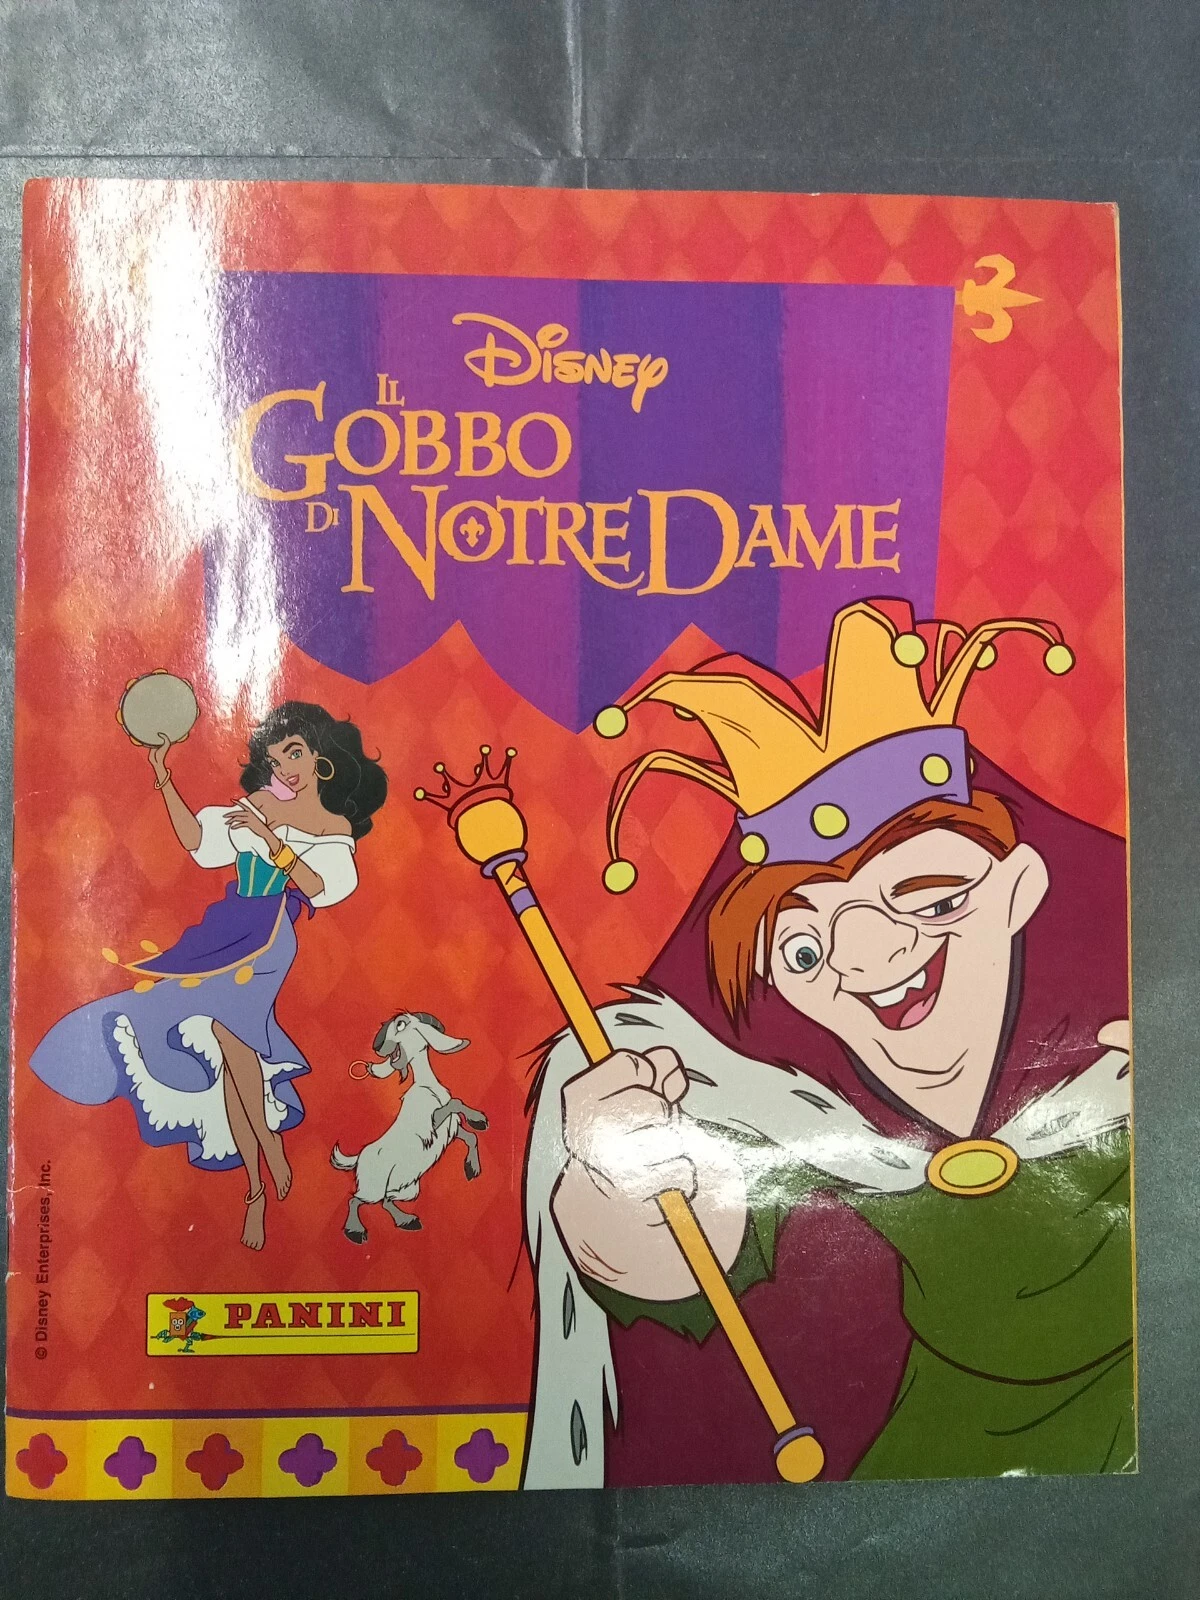 Disney
IL
GOBBO
DI NOTRE DAME
© Disney Enterprises, Inc.
PANINI